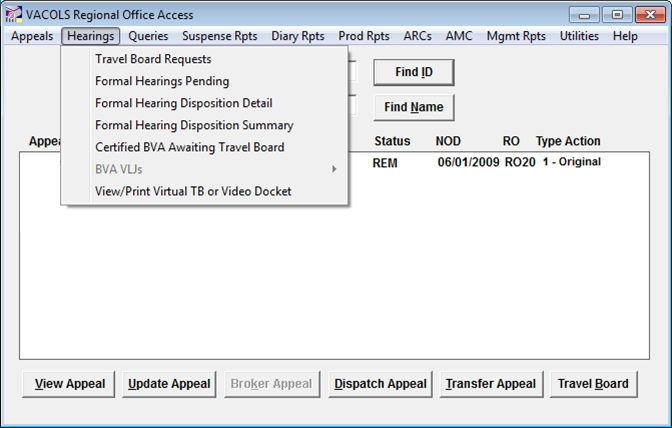 VACOLS Regional Office Access
Appeals Hearings Queries Suspense Rpts Diary Rpts Prod Rpts ARCs AMC Mgmt Rpts Utilities Help
Travel Board Requests
Formal Hearings Pending
Formal Hearing Disposition Detail
Formal Hearing Disposition Summary
Certified BVA Awaiting Travel Board
BVA VLJs
View/Print Virtual TB or Video Docket
Find ID
Find Name
Status NOD RO Type Action
REM 06/01/2009 RO20 1 - Original
View Appeal Update Appeal Broker Appeal Dispatch Appeal Transfer Appeal Travel Board